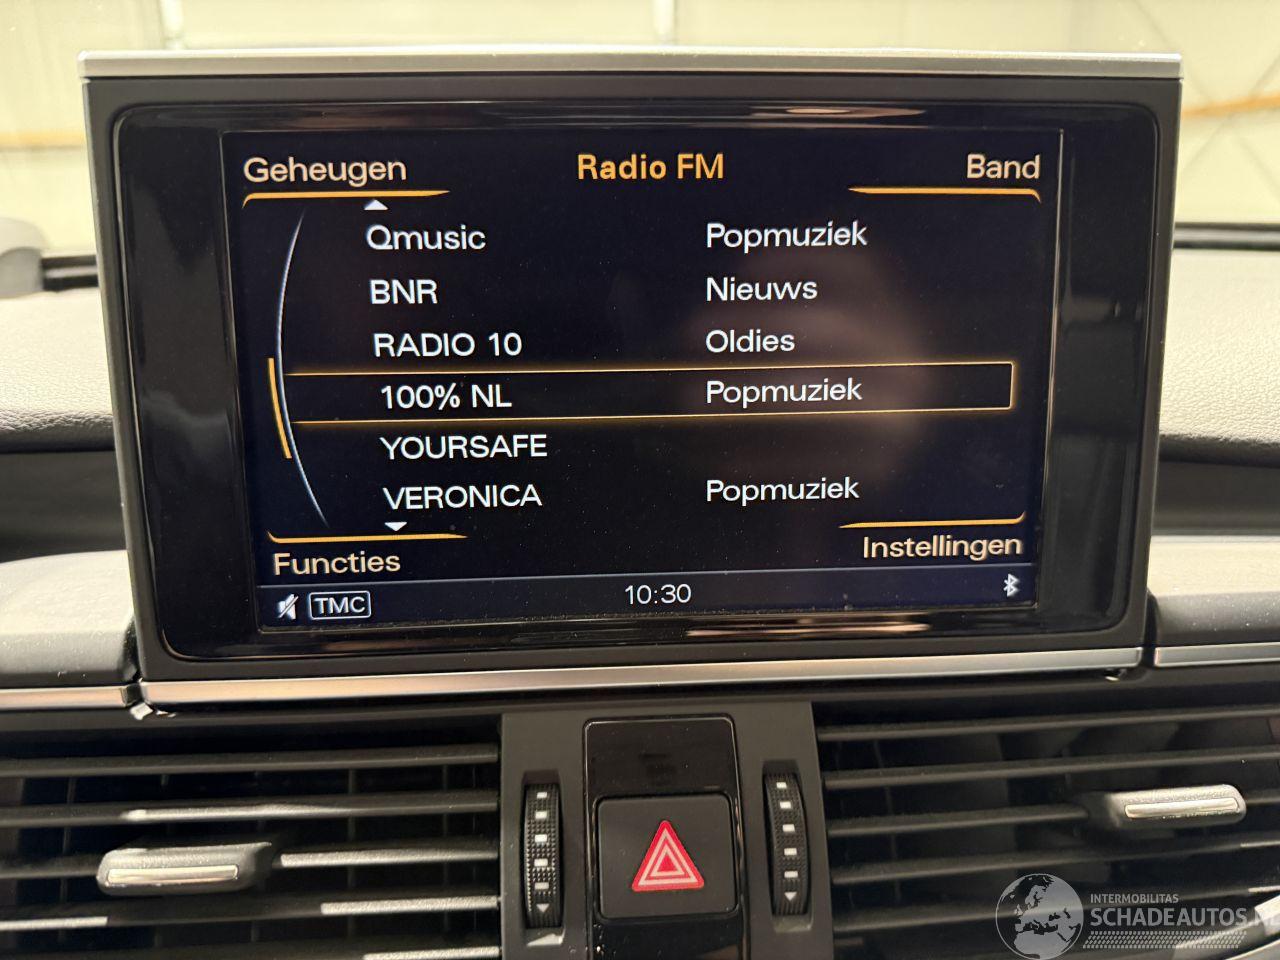 Geheugen Radio FM Band
Qmusic Popmuziek
BNR Nieuws
RADIO 10 Oldies
100% NL Popmuziek
YOURSAFE
VERONICA Popmuziek
Functies Instellingen
TMC 10:30
INTERMOBILITAS
SCHADEAUTOS.NL